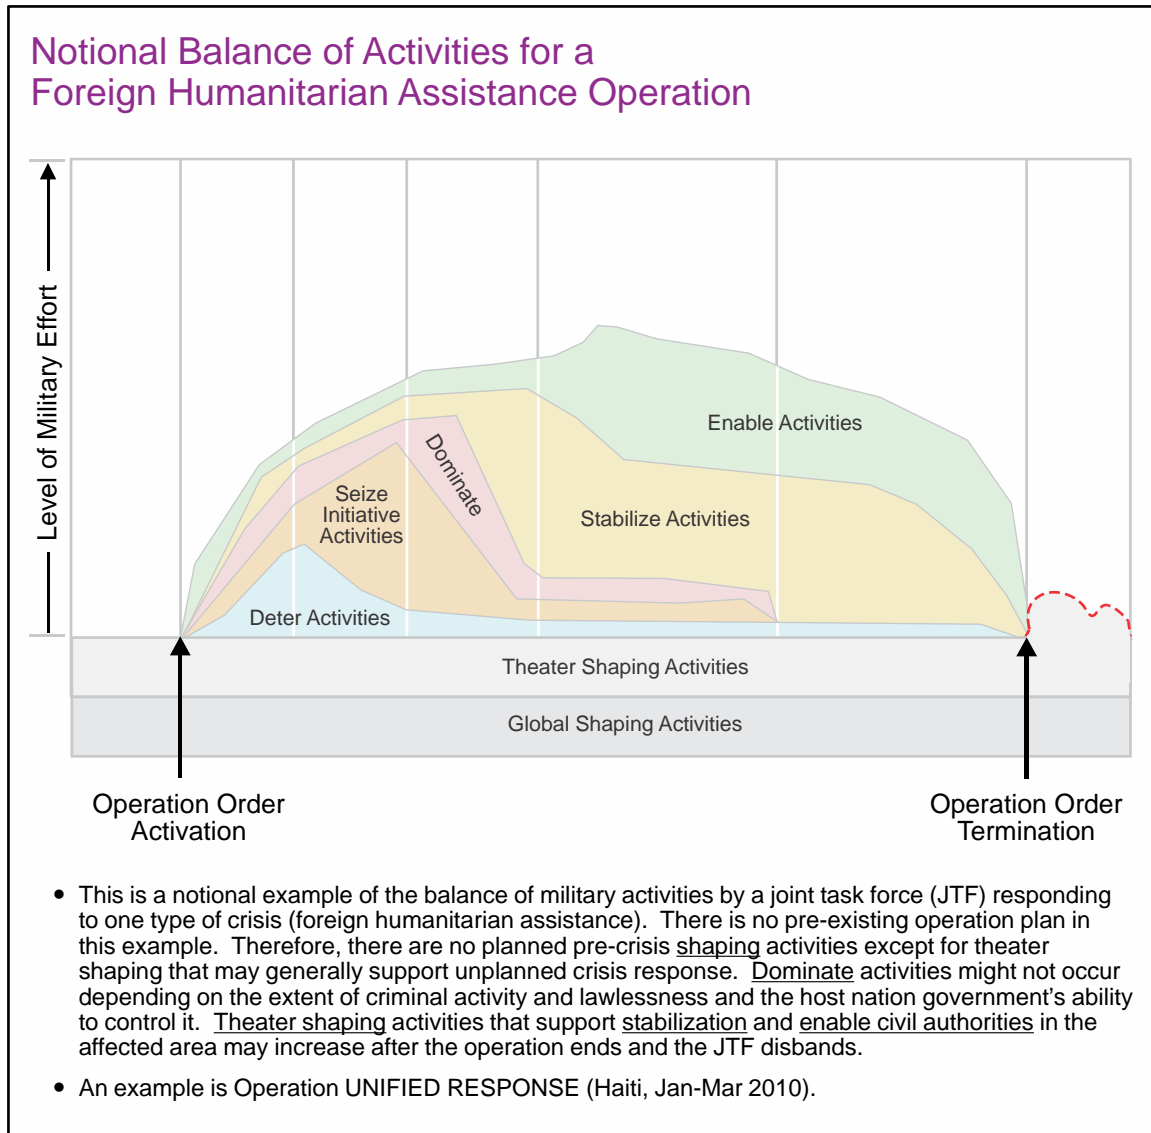 Notional Balance of Activities for a
Foreign Humanitarian Assistance Operation
Level of Military Effort
Enable Activities
Dominate
Seize
Initiative
Activities
Stabilize Activities
Deter Activities
Theater Shaping Activities
Global Shaping Activities
Operation Order
Activation
Operation Order
Termination
• This is a notional example of the balance of military activities by a joint task force (JTF) responding
to one type of crisis (foreign humanitarian assistance).  There is no pre-existing operation plan in
this example.  Therefore, there are no planned pre-crisis shaping activities except for theater
shaping that may generally support unplanned crisis response.  Dominate activities might not occur
depending on the extent of criminal activity and lawlessness and the host nation government's ability
to control it.  Theater shaping activities that support stabilization and enable civil authorities in the
affected area may increase after the operation ends and the JTF disbands.
• An example is Operation UNIFIED RESPONSE (Haiti, Jan-Mar 2010).